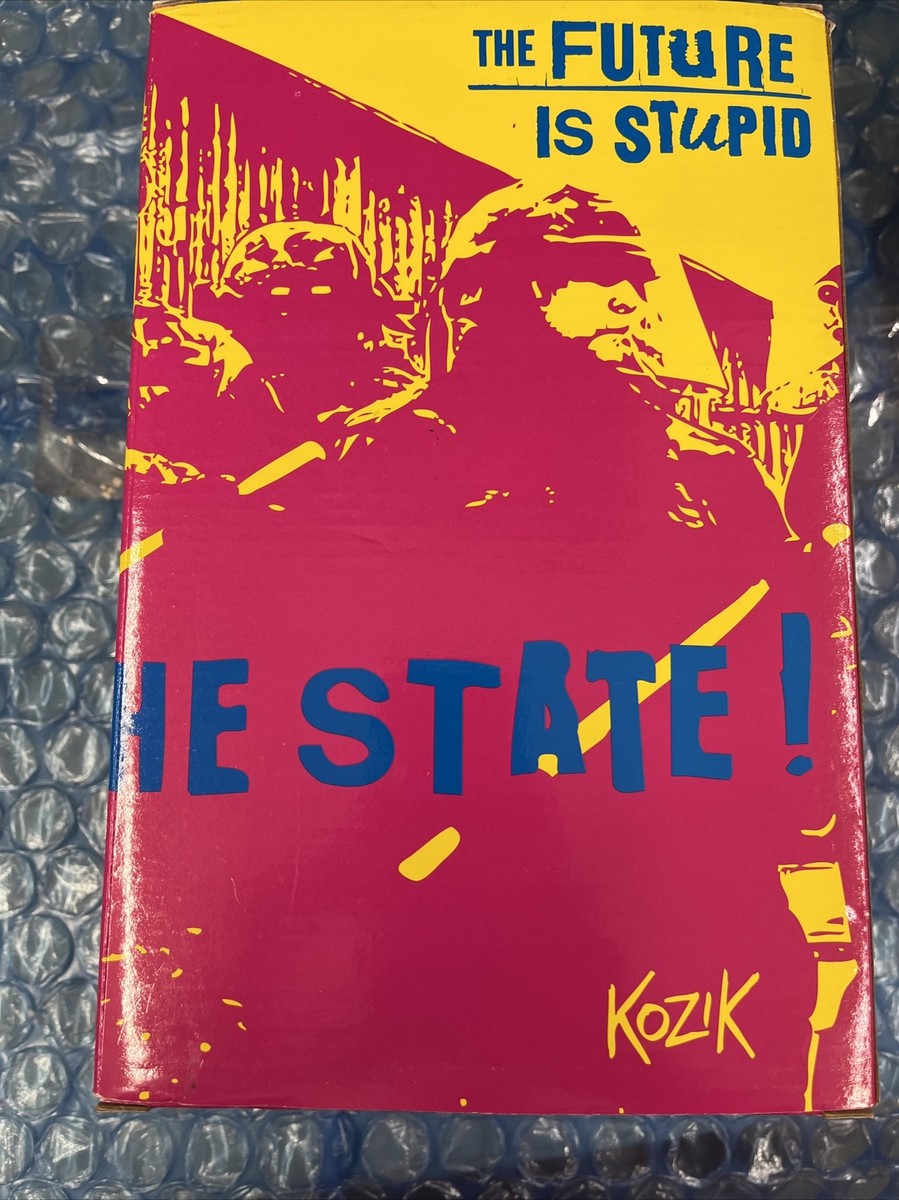 THE FUTURE
IS STUPID
HE STATE!
KOZIK